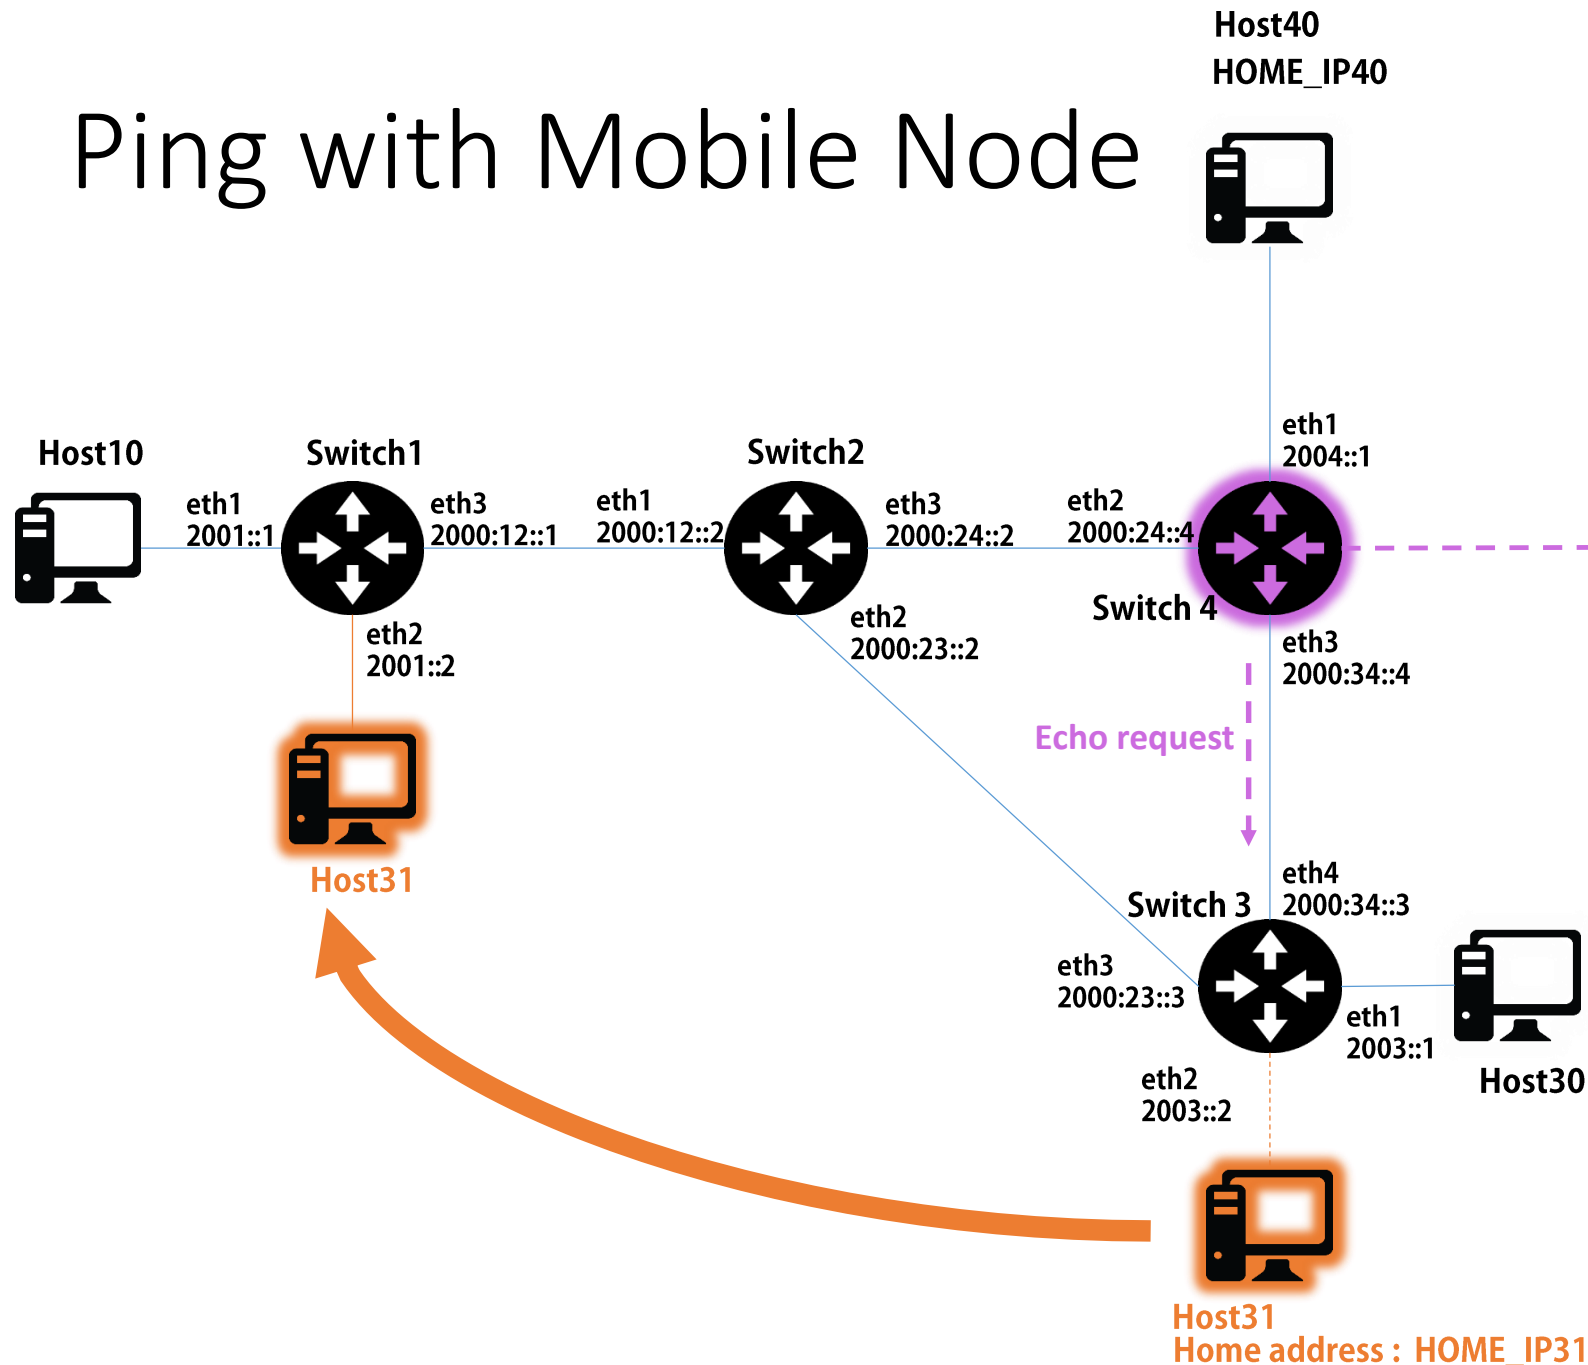 Host40
HOME_IP40
Ping with Mobile Node
eth1
2004::1
Host10
Switch1
Switch2
eth1
2001::1
eth3
2000:12::1
eth1
2000:12::2
eth3
2000:24::2
eth2
2000:24::4
Switch 4
eth2
2001::2
eth2
2000:23::2
eth3
2000:34::4
Echo request
Host31
eth4
2000:34::3
Switch 3
eth3
2000:23::3
eth1
2003::1
Host30
eth2
2003::2
Host31
Home address : HOME_IP31